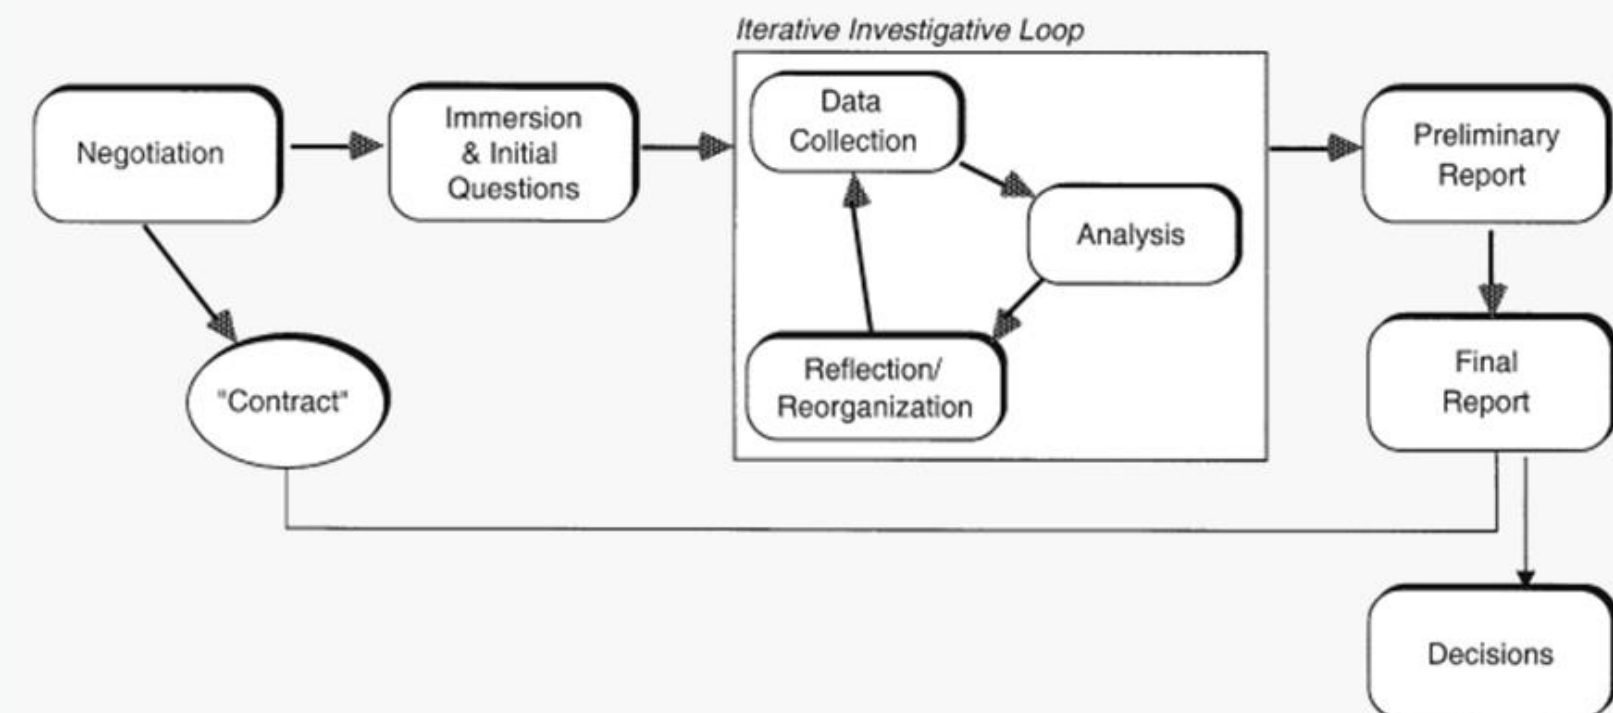 Iterative Investigative Loop
Negotiation
Immersion
& Initial
Questions
Data
Collection
Analysis
Reflection/
Reorganization
Preliminary
Report
"Contract"
Final
Report
Decisions